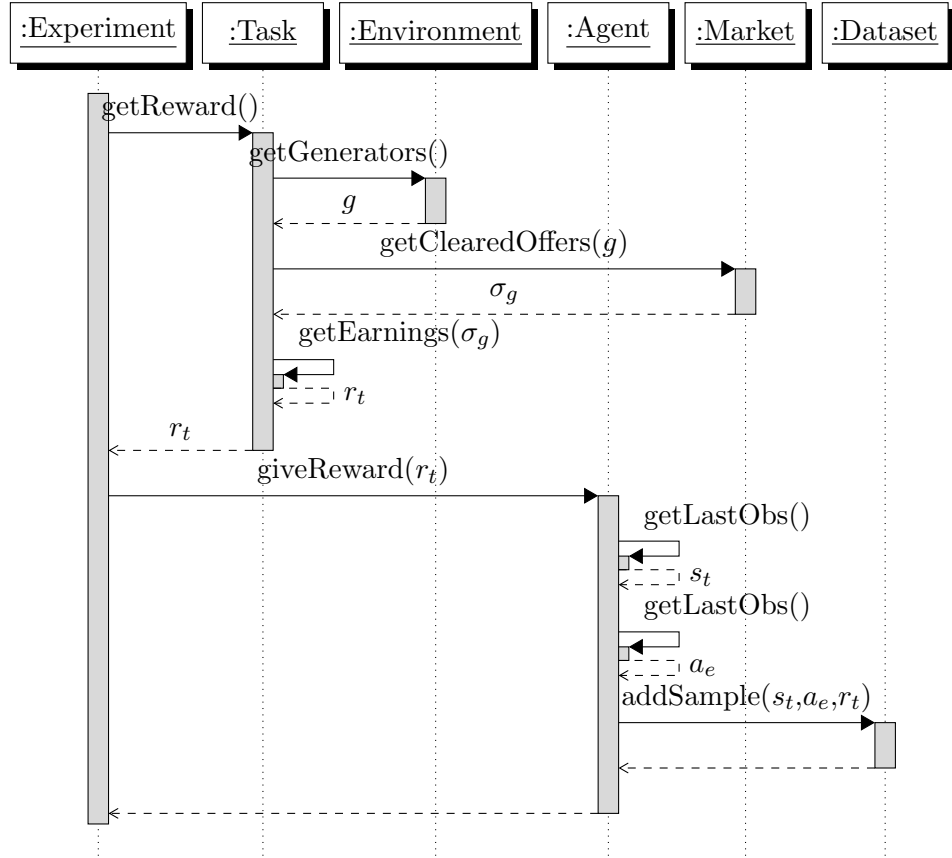 :Experiment :Task :Environment :Agent :Market :Dataset
getReward()
getGenerators()
g
getClearedOffers(g)
σ_g
getEarnings(σ_g)
r_t
r_t
giveReward(r_t)
getLastObs()
s_t
getLastObs()
a_e
addSample(s_t,a_e,r_t)